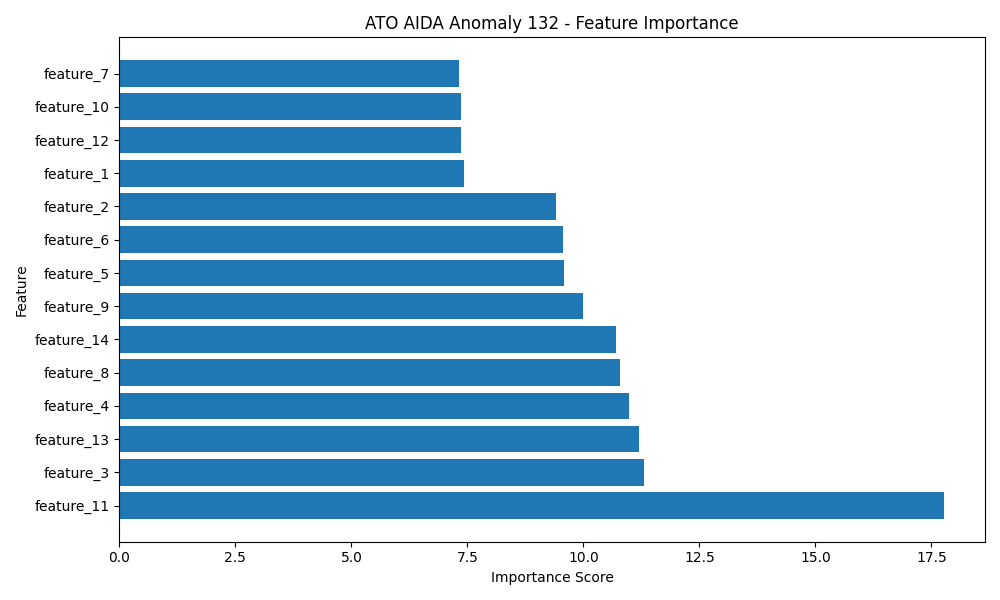 ATO AIDA Anomaly 132 - Feature Importance
feature_7
feature_10
feature_12
feature_1
feature_2
feature_6
feature_5
feature_9
feature_14
feature_8
feature_4
feature_13
feature_3
feature_11
Feature
0.0 2.5 5.0 7.5 10.0 12.5 15.0 17.5
Importance Score